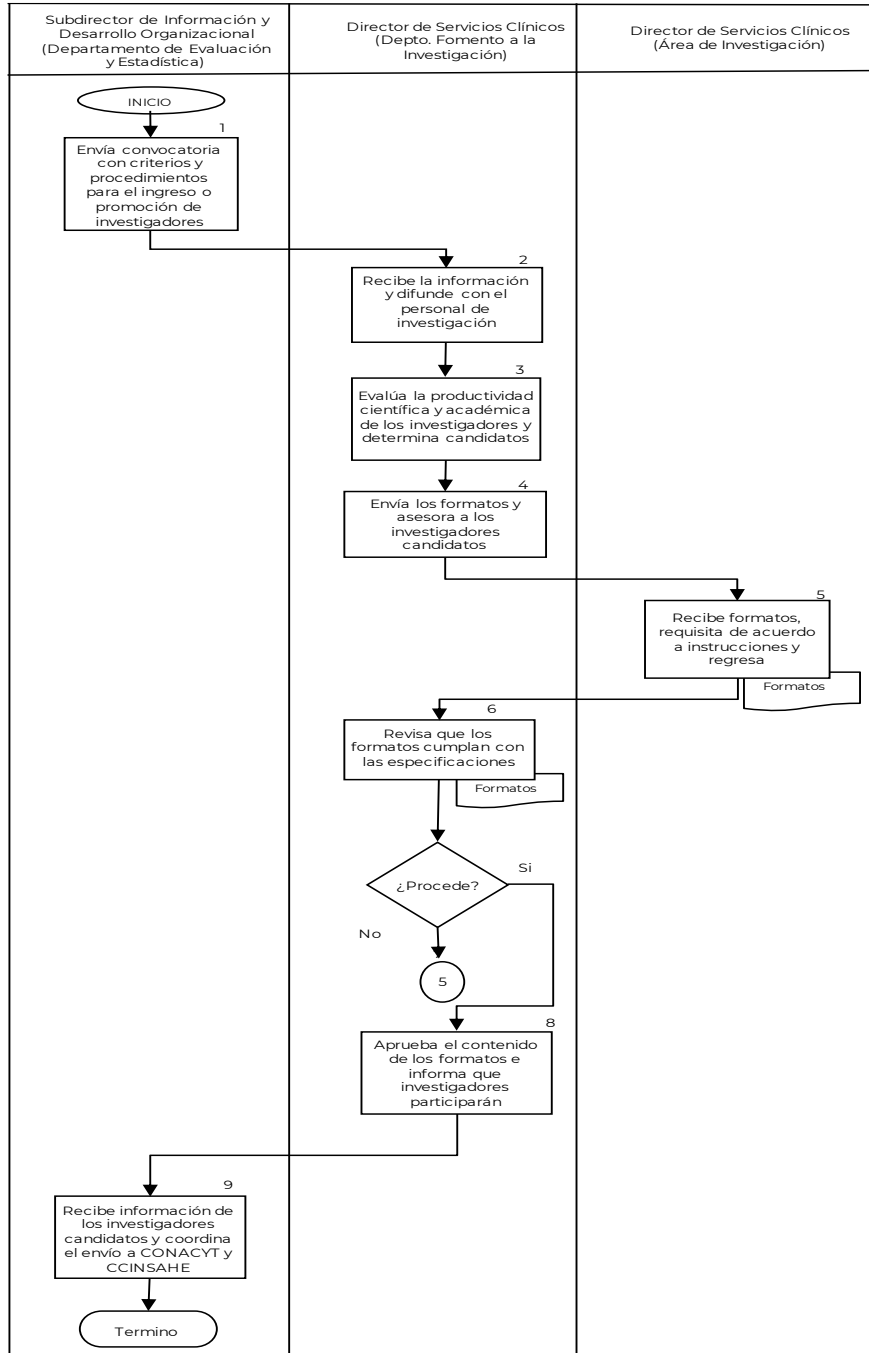 Subdirector de Información y
Desarrollo Organizacional
(Departamento de Evaluación
y Estadística)
Director de Servicios Clínicos
(Depto. Fomento a la
Investigación)
Director de Servicios Clínicos
(Área de Investigación)
INICIO
1
Envía convocatoria
con criterios y
procedimientos
para el ingreso o
promoción de
investigadores
2
Recibe la información
y difunde con el
personal de
investigación
3
Evalúa la productividad
científica y académica
de los investigadores y
determina candidatos
4
Envía los formatos y
asesora a los
investigadores
candidatos
5
Recibe formatos,
requisita de acuerdo
a instrucciones y
regresa
Formatos
6
Revisa que los
formatos cumplan con
las especificaciones
Formatos
¿Procede?
Si
No
5
8
Aprueba el contenido
de los formatos e
informa que
investigadores
participarán
9
Recibe información de
los investigadores
candidatos y coordina
el envío a CONACYT y
CCINSAHE
Termino